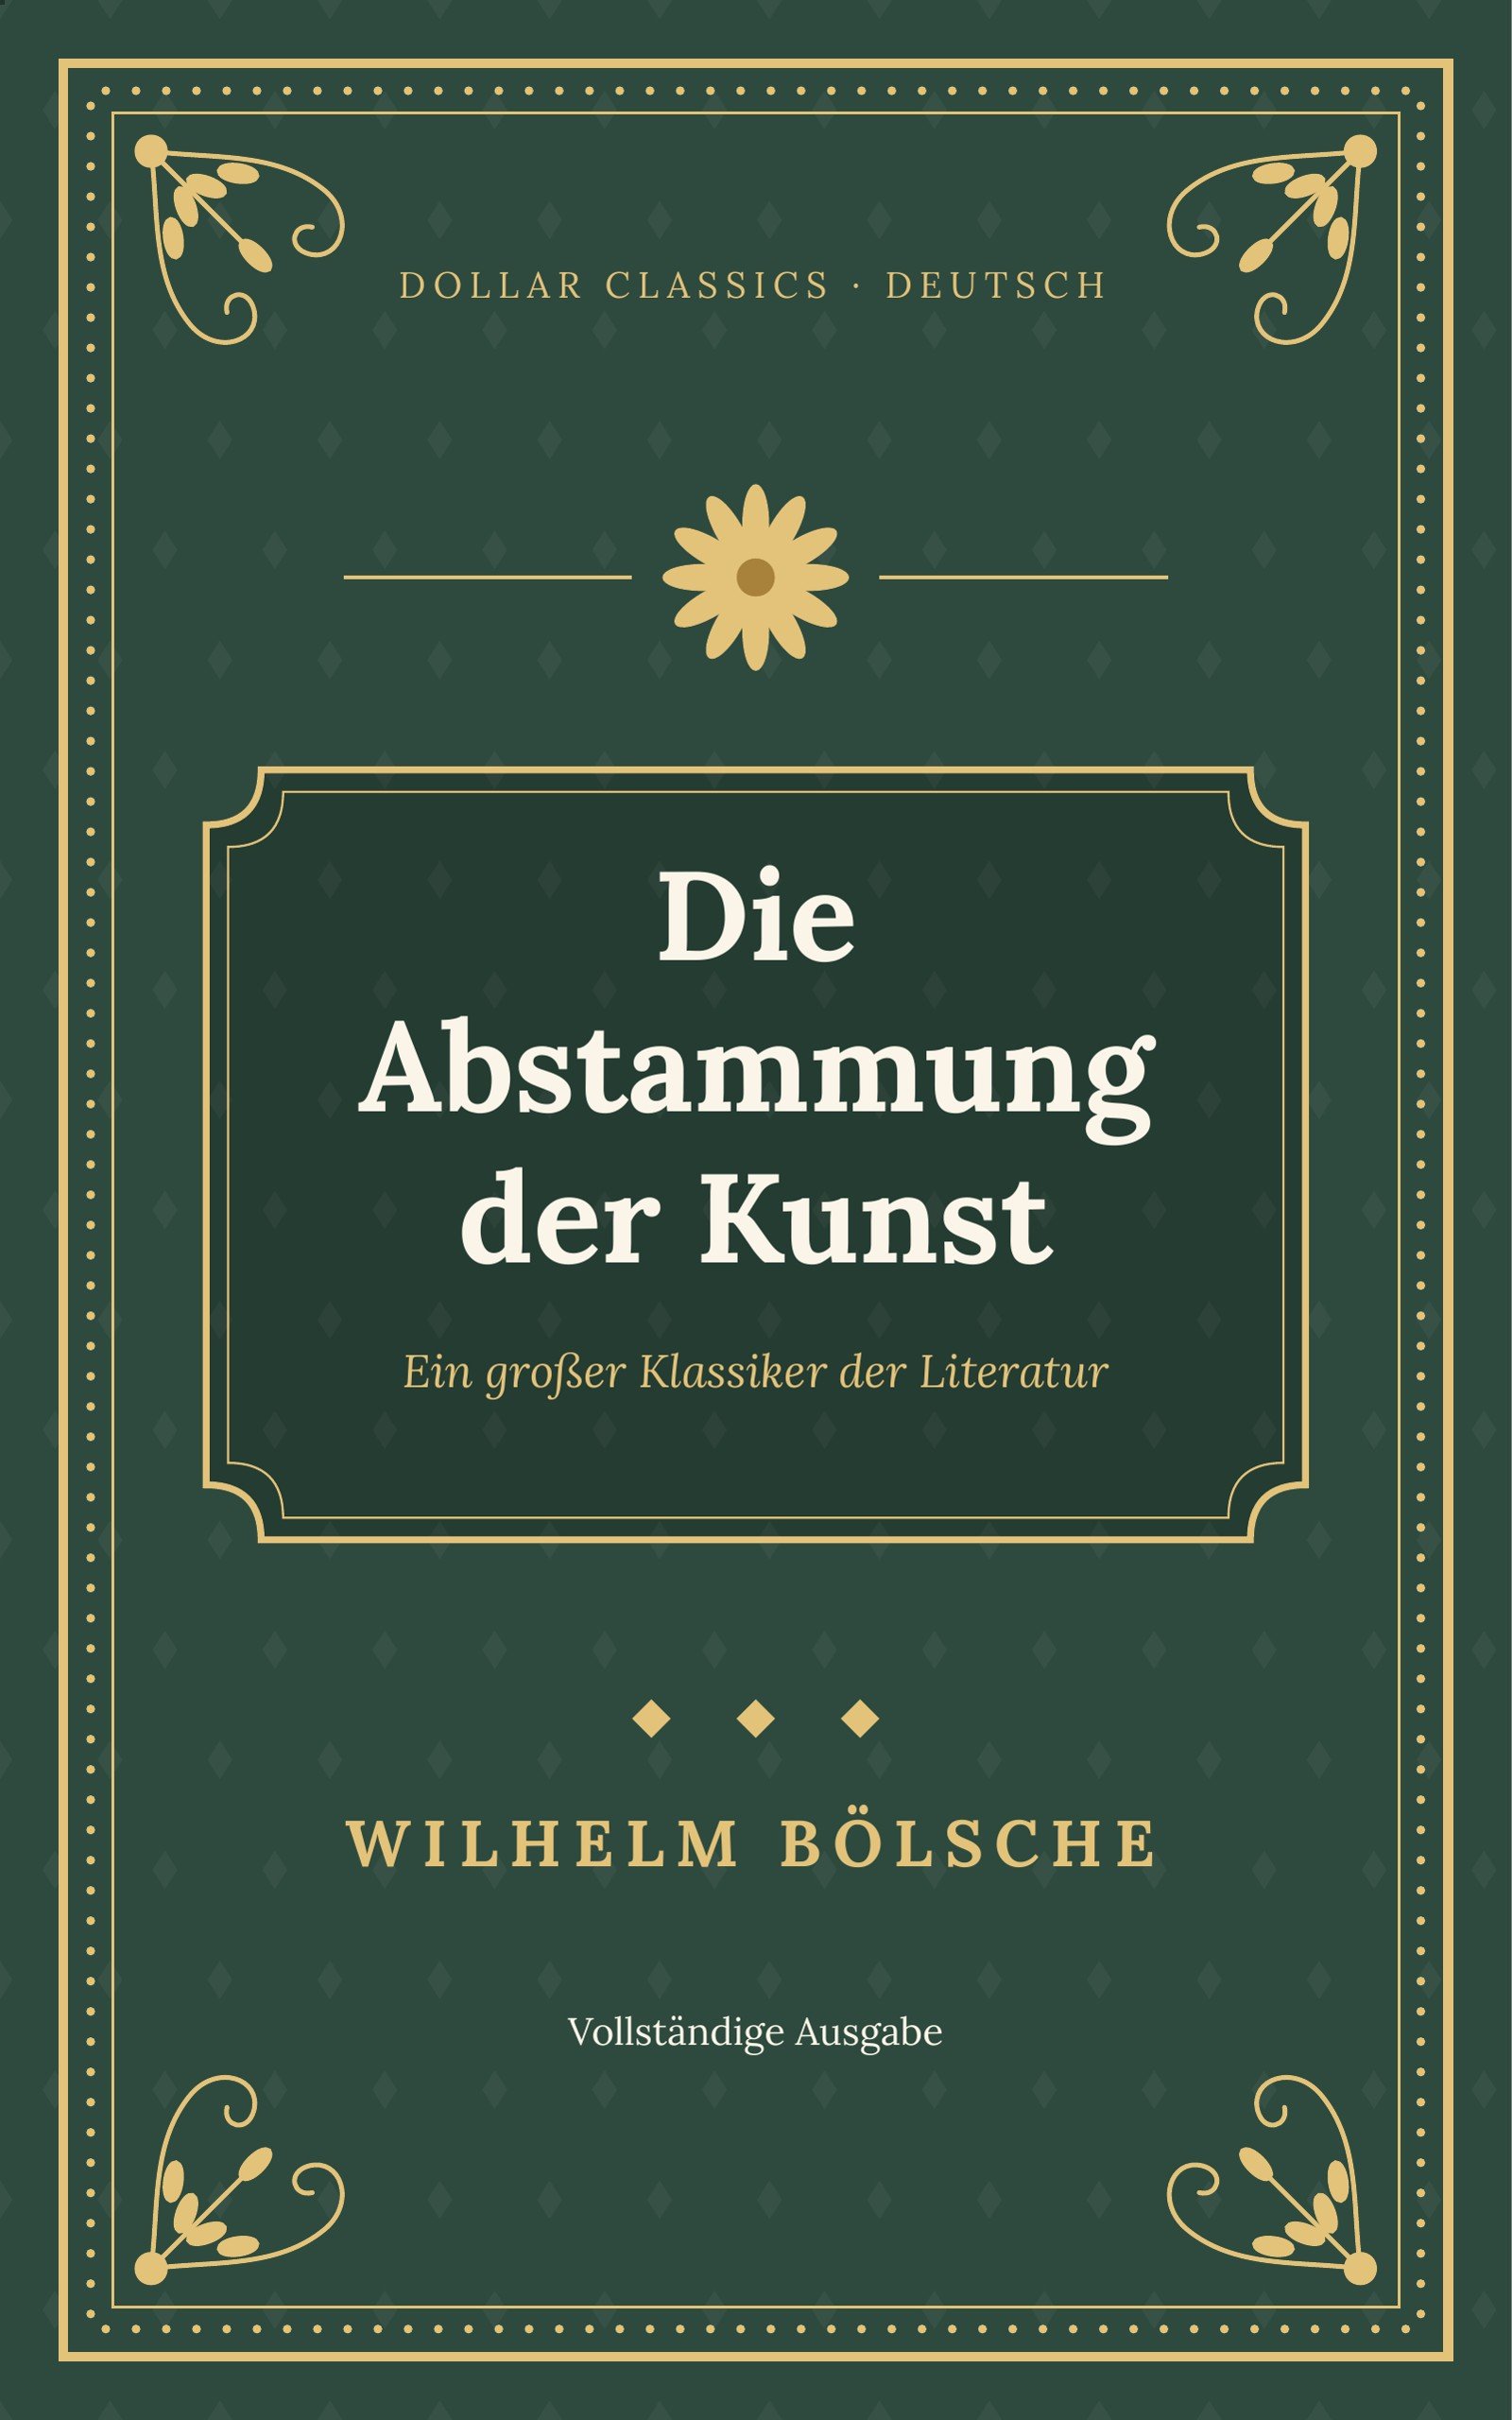 DOLLAR CLASSICS · DEUTSCH
Die
Abstammung
der Kunst
Ein großer Klassiker der Literatur
WILHELM BÖLSCHE
Vollständige Ausgabe